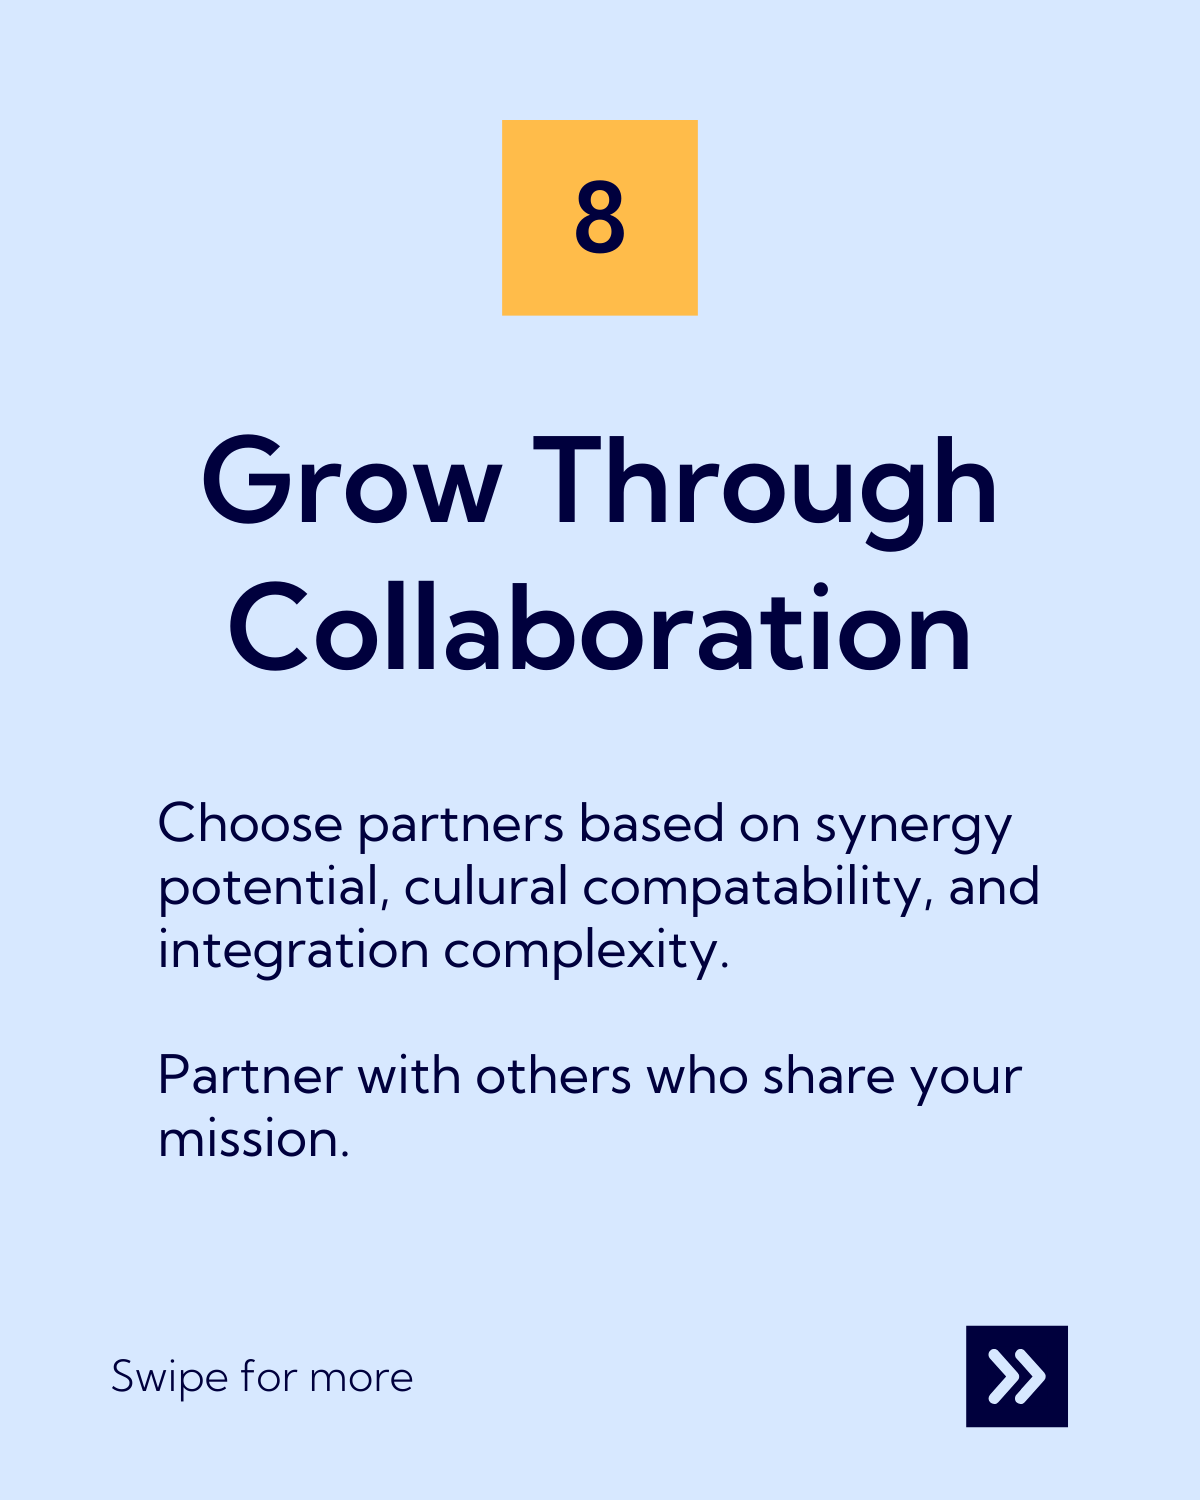 8
Grow Through
Collaboration
Choose partners based on synergy
potential, culural compatability, and
integration complexity.
Partner with others who share your
mission.
Swipe for more